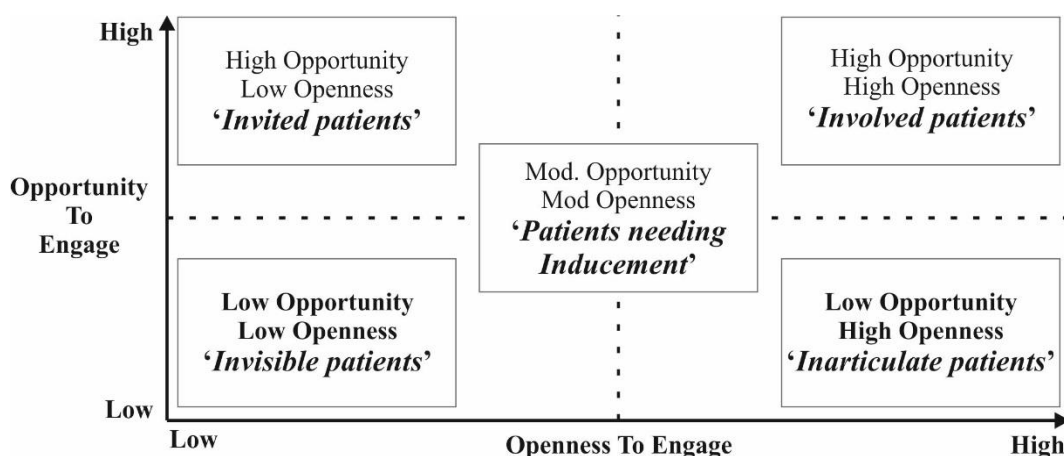 High
High Opportunity
Low Openness
‘Invited patients’
High Opportunity
High Openness
‘Involved patients’
Opportunity
To
Engage
Mod. Opportunity
Mod Openness
‘Patients needing
Inducement’
Low Opportunity
Low Openness
‘Invisible patients’
Low Opportunity
High Openness
‘Inarticulate patients’
Low
Low
Openness To Engage
High